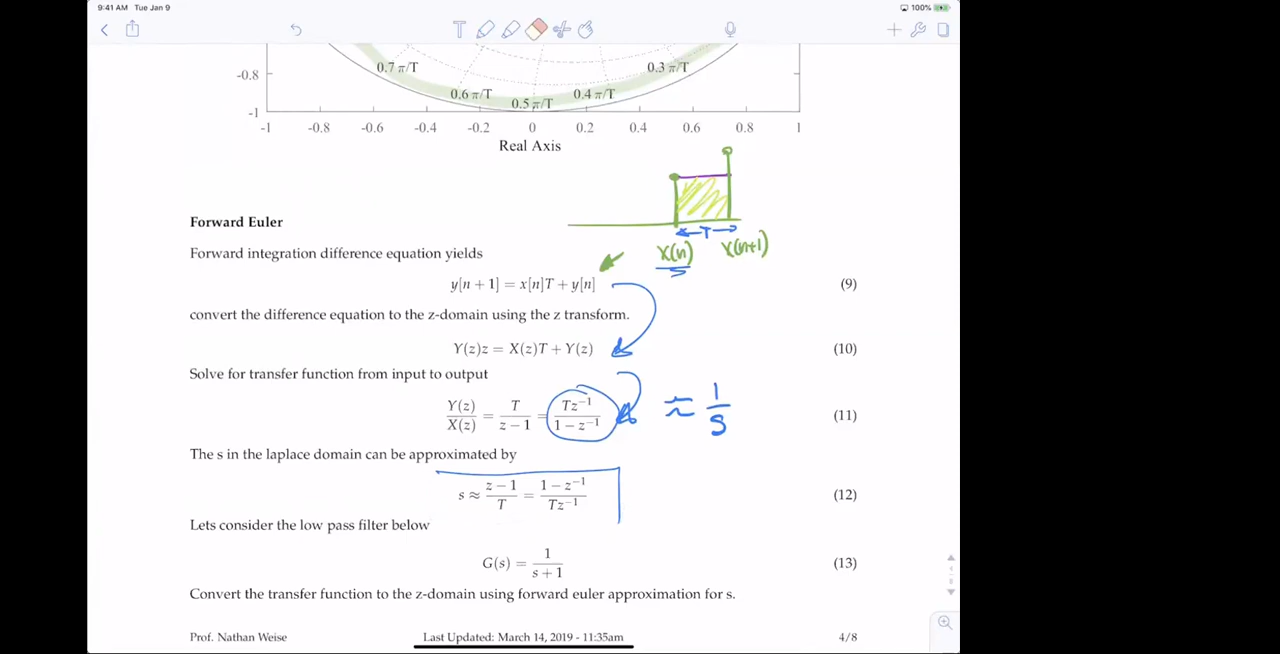 9:41 AM Tue Jan 9
100%
T
-0.8
-1
0.7 π/T
0.6 π/T
0.5 π/T
0.4 π/T
0.3 π/T
-1 -0.8 -0.6 -0.4 -0.2 0 0.2 0.4 0.6 0.8 1
Real Axis
T
x(n) x(n+1)
Forward Euler
Forward integration difference equation yields
y[n + 1] = x[n]T + y[n] (9)
convert the difference equation to the z-domain using the z transform.
Y(z)z = X(z)T + Y(z) (10)
Solve for transfer function from input to output
Y(z)/X(z) = T/(z − 1) = Tz⁻¹/(1 − z⁻¹) ≈ 1/s (11)
The s in the laplace domain can be approximated by
s ≈ (z − 1)/T = (1 − z⁻¹)/(Tz⁻¹) (12)
Lets consider the low pass filter below
G(s) = 1/(s + 1) (13)
Convert the transfer function to the z-domain using forward euler approximation for s.
Prof. Nathan Weise Last Updated: March 14, 2019 - 11:35am 4/8